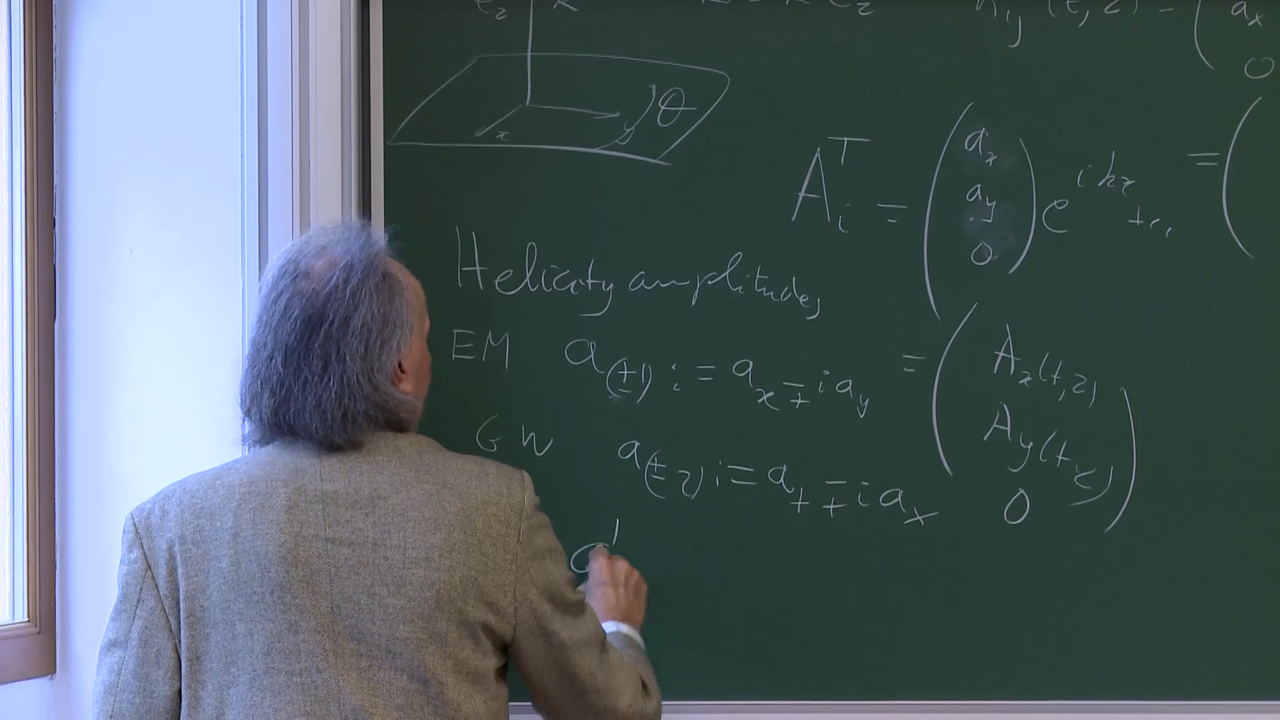 x y θ
A_i^T = ( a_x a_y 0 ) e^{ikz} + c. = (
Helicity amplitudes
EM a_(±1) := a_x ∓ i a_y
= ( A_x(t,z) A_y(t,z) 0 )
GW a_(±2) := a_+ ∓ i a_×
a'